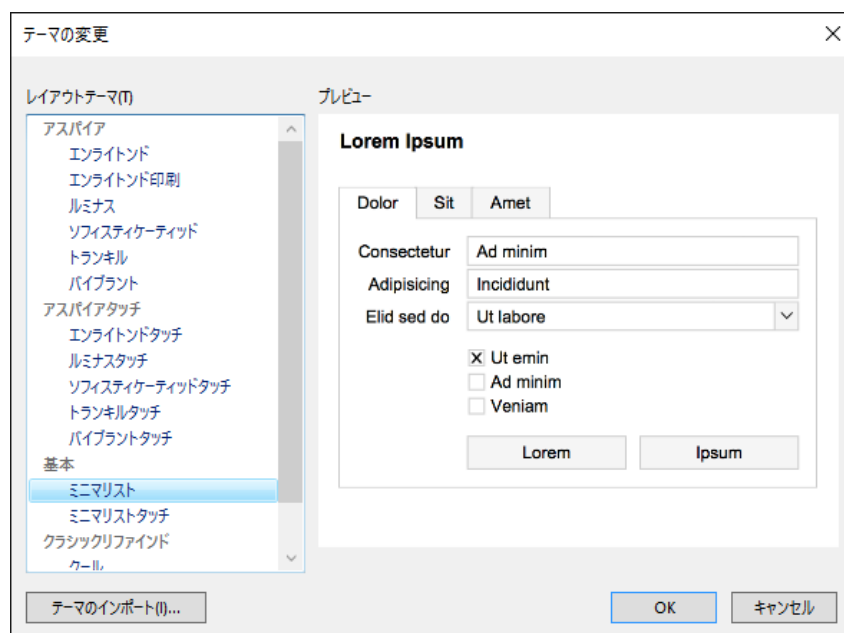 テーマの変更
レイアウトテーマ(T)
アスパイア
エンライトンド
エンライトンド印刷
ルミナス
ソフィスティケーティッド
トランキル
バイブラント
アスパイアタッチ
エンライトンドタッチ
ルミナスタッチ
ソフィスティケーティッドタッチ
トランキルタッチ
バイブラントタッチ
基本
ミニマリスト
ミニマリストタッチ
クラシックリファインド
クール
プレビュー
Lorem Ipsum
Dolor Sit Amet
Consectetur Ad minim
Adipisicing Incididunt
Elid sed do Ut labore
Ut emin
Ad minim
Veniam
Lorem Ipsum
テーマのインポート(I)... OK キャンセル